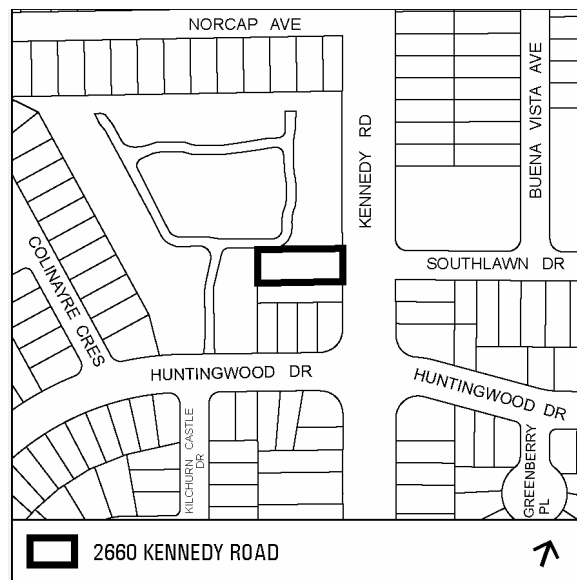 NORCAP AVE
KENNEDY RD
BUENA VISTA AVE
COLINAYRE CRES
SOUTHLAWN DR
HUNTINGWOOD DR
HUNTINGWOOD DR
KILCHURN CASTLE
DR
GREENBERRY
PL
2660 KENNEDY ROAD